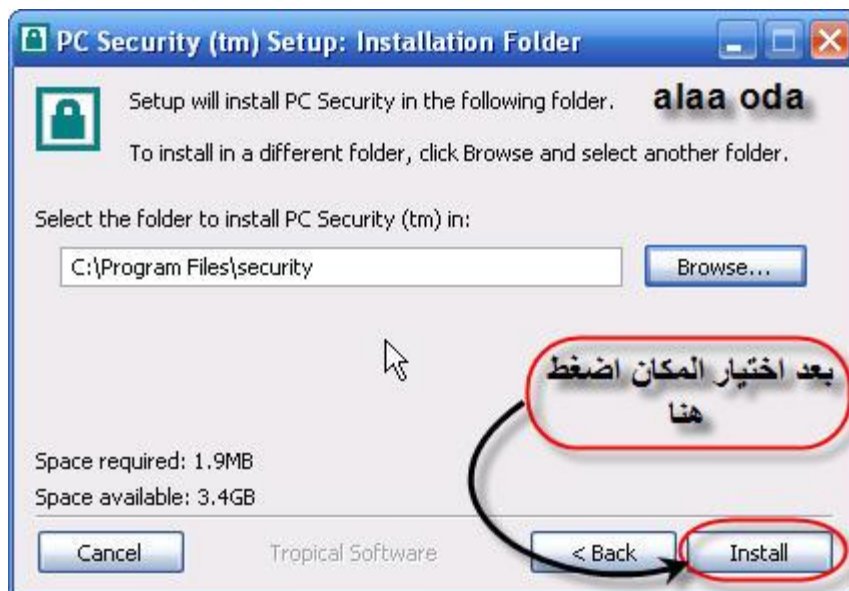 PC Security (tm) Setup: Installation Folder
Setup will install PC Security in the following folder.
alaa oda
To install in a different folder, click Browse and select another folder.
Select the folder to install PC Security (tm) in:
C:\Program Files\security
Browse...
بعد اختيار المكان اضغط
هنا
Space required: 1.9MB
Space available: 3.4GB
Cancel
Tropical Software
< Back
Install